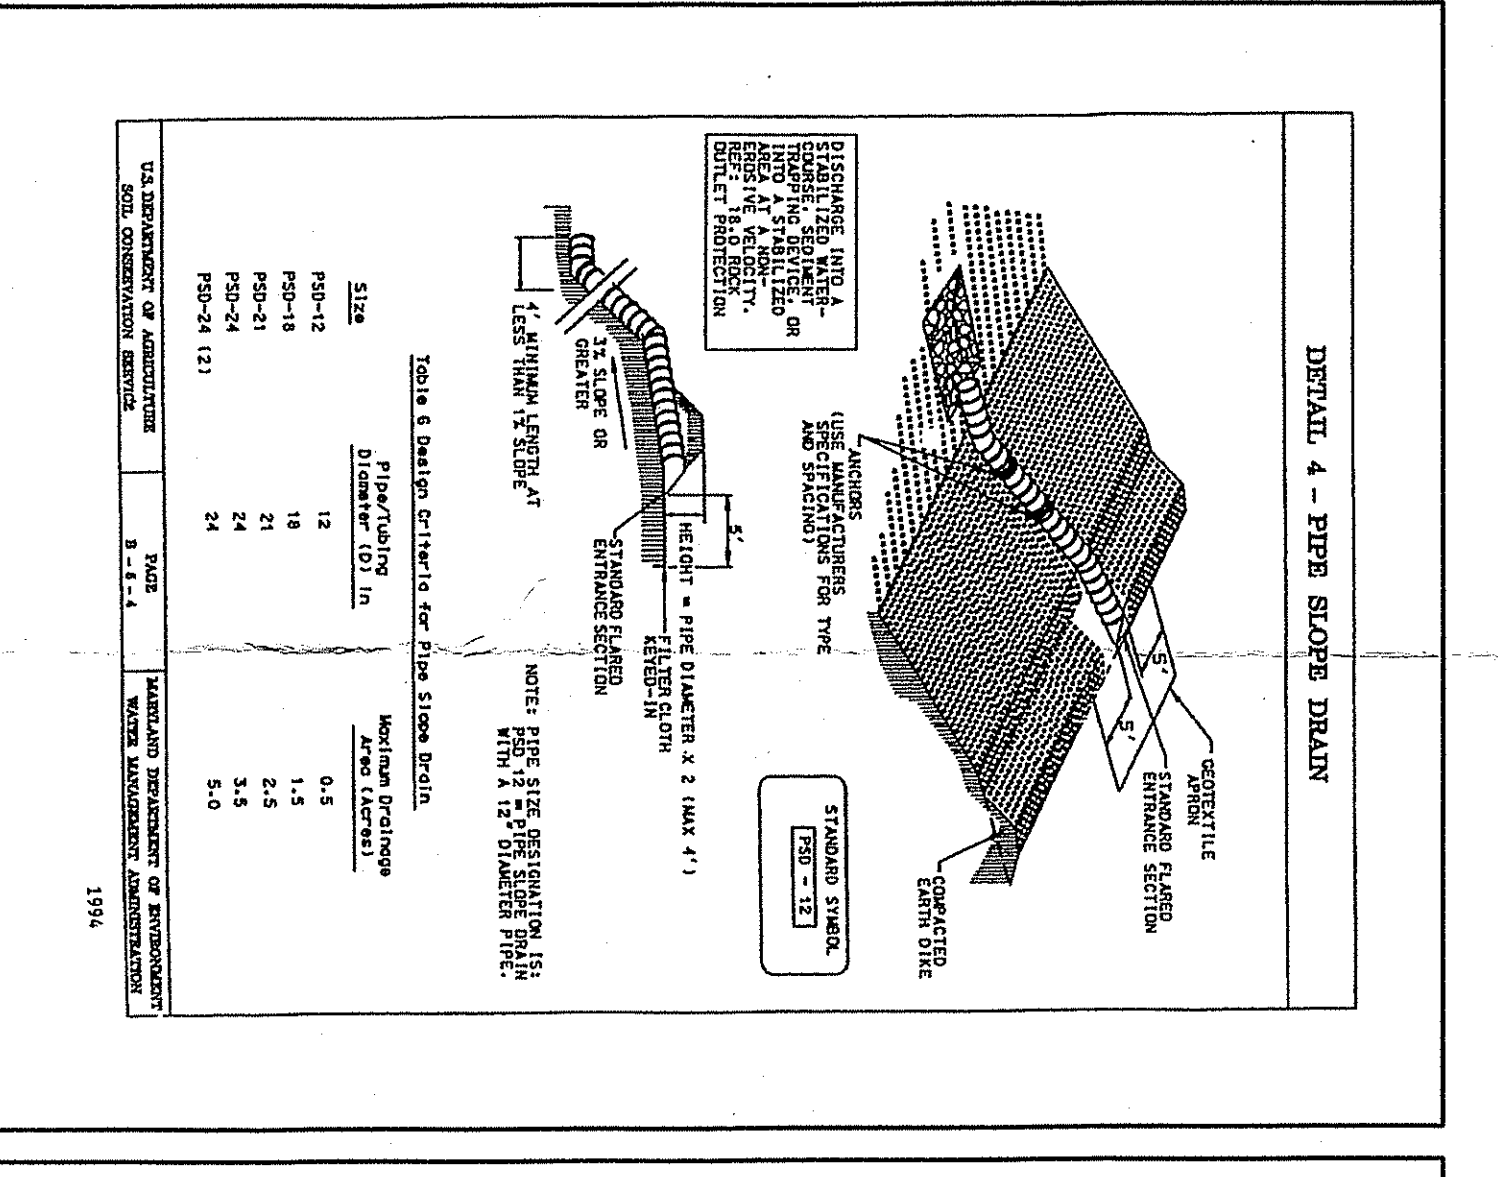 DETAIL 4 - PIPE SLOPE DRAIN
GEOTEXTILE
APRON
STANDARD FLARED
ENTRANCE SECTION
5'
5'
COMPACTED
EARTH DIKE
ANCHORS
(USE MANUFACTURERS
SPECIFICATIONS FOR TYPE
AND SPACING)
DISCHARGE INTO A
STABILIZED WATER-
COURSE, SEDIMENT
TRAPPING DEVICE, OR
INTO A STABILIZED
AREA AT A NON-
EROSIVE VELOCITY.
REF: 18.0 ROCK
OUTLET PROTECTION
STANDARD SYMBOL
PSD - 12
5'
HEIGHT = PIPE DIAMETER X 2 (MAX 4')
FILTER CLOTH
KEYED-IN
STANDARD FLARED
ENTRANCE SECTION
3% SLOPE OR
GREATER
4' MINIMUM LENGTH AT
LESS THAN 1% SLOPE
NOTE: PIPE SIZE DESIGNATION IS:
PSD 12 = PIPE SLOPE DRAIN
WITH A 12" DIAMETER PIPE.
Table 6 Design Criteria for Pipe Slope Drain
Size Pipe/Tubing Diameter (D) in Maximum Drainage Area (Acres)
PSD-12 12 0.5
PSD-18 18 1.5
PSD-21 21 2.5
PSD-24 24 3.5
PSD-24 (2) 24 5.0
U.S. DEPARTMENT OF AGRICULTURE
SOIL CONSERVATION SERVICE
PAGE
B - 5 - 4
MARYLAND DEPARTMENT OF ENVIRONMENT
WATER MANAGEMENT ADMINISTRATION
1994